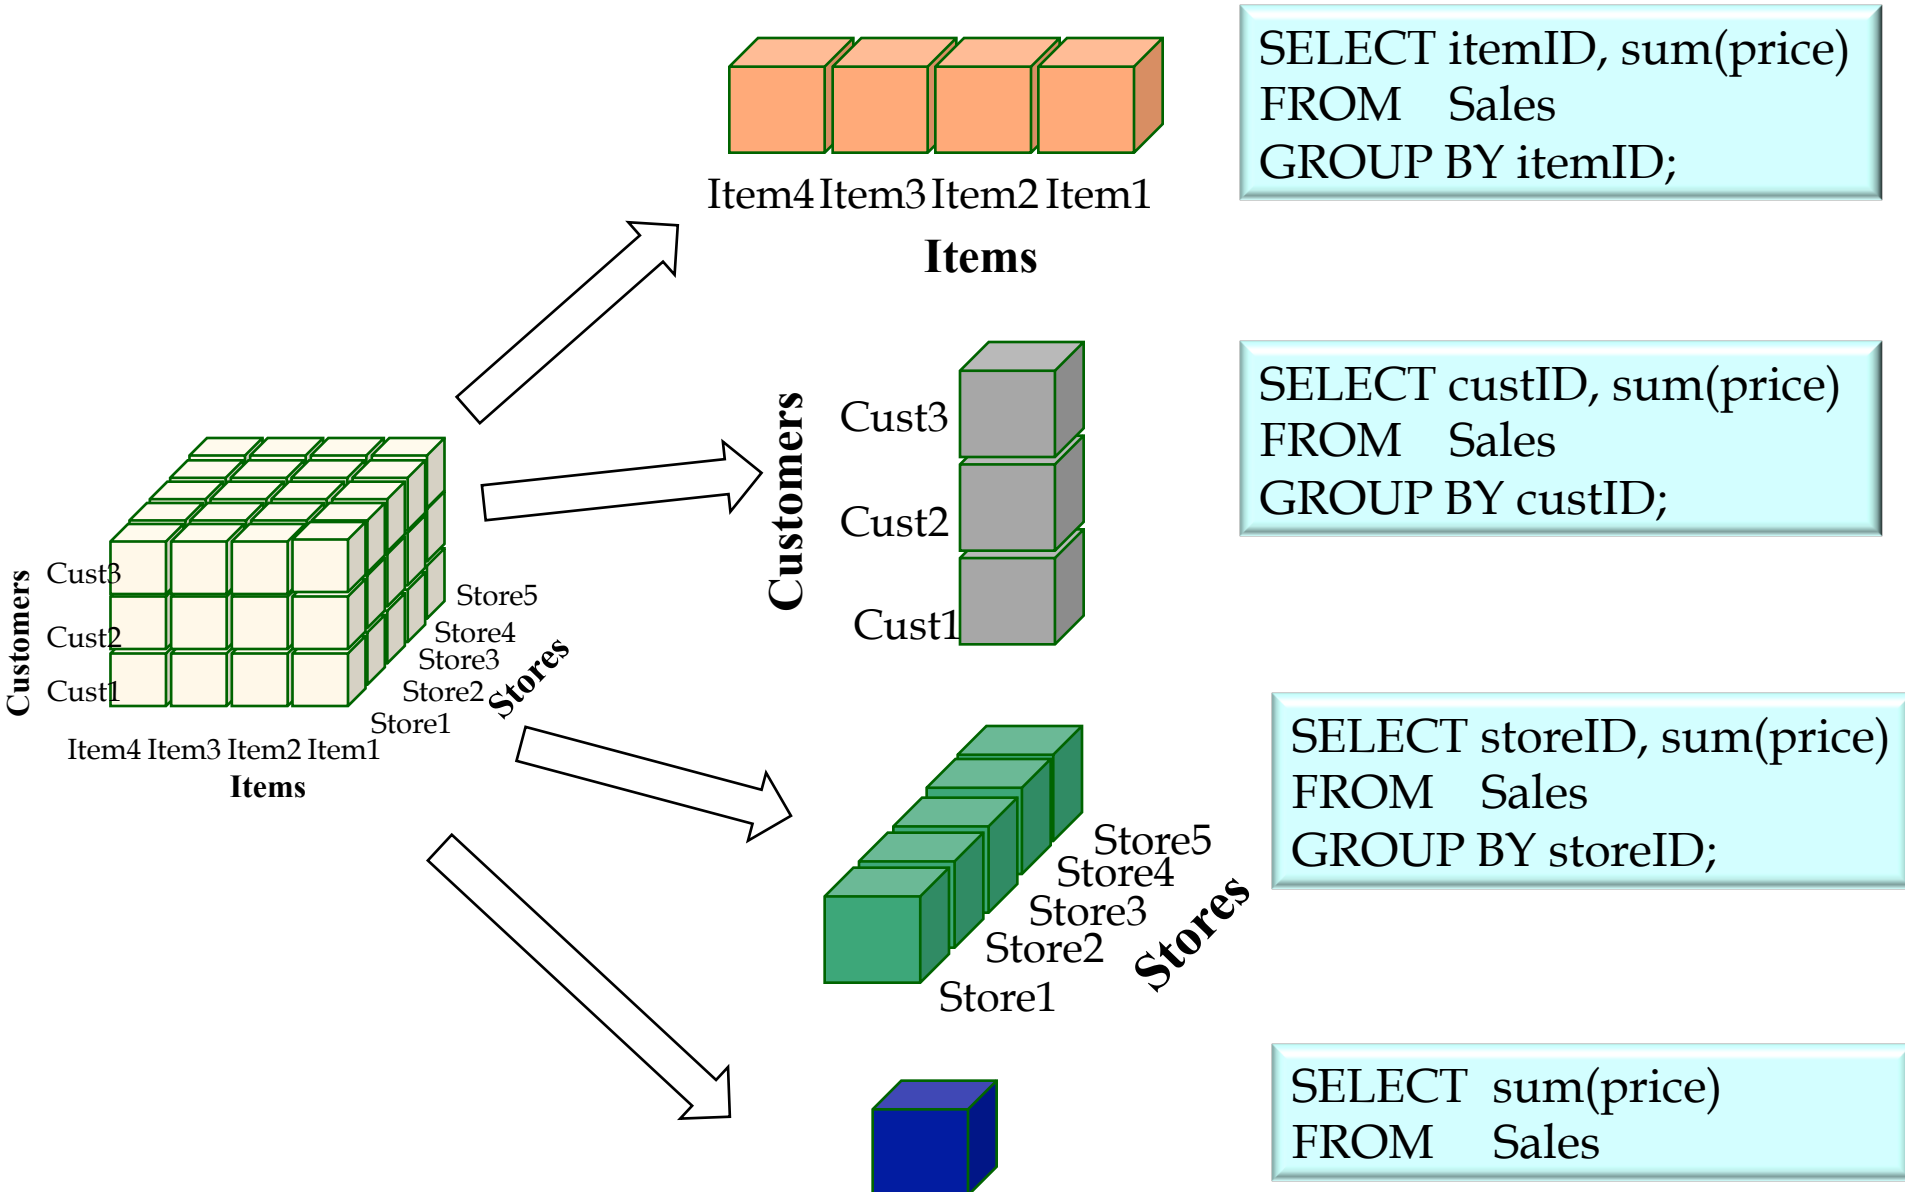 SELECT itemID, sum(price)
FROM Sales
GROUP BY itemID;
Item4 Item3 Item2 Item1
Items
SELECT custID, sum(price)
FROM Sales
GROUP BY custID;
Customers
Cust3
Cust2
Cust1
Customers
Cust3
Cust2
Cust1
Store5
Store4
Store3
Store2
Store1
Stores
Item4 Item3 Item2 Item1
Items
SELECT storeID, sum(price)
FROM Sales
GROUP BY storeID;
Store5
Store4
Store3
Store2
Store1
Stores
SELECT sum(price)
FROM Sales